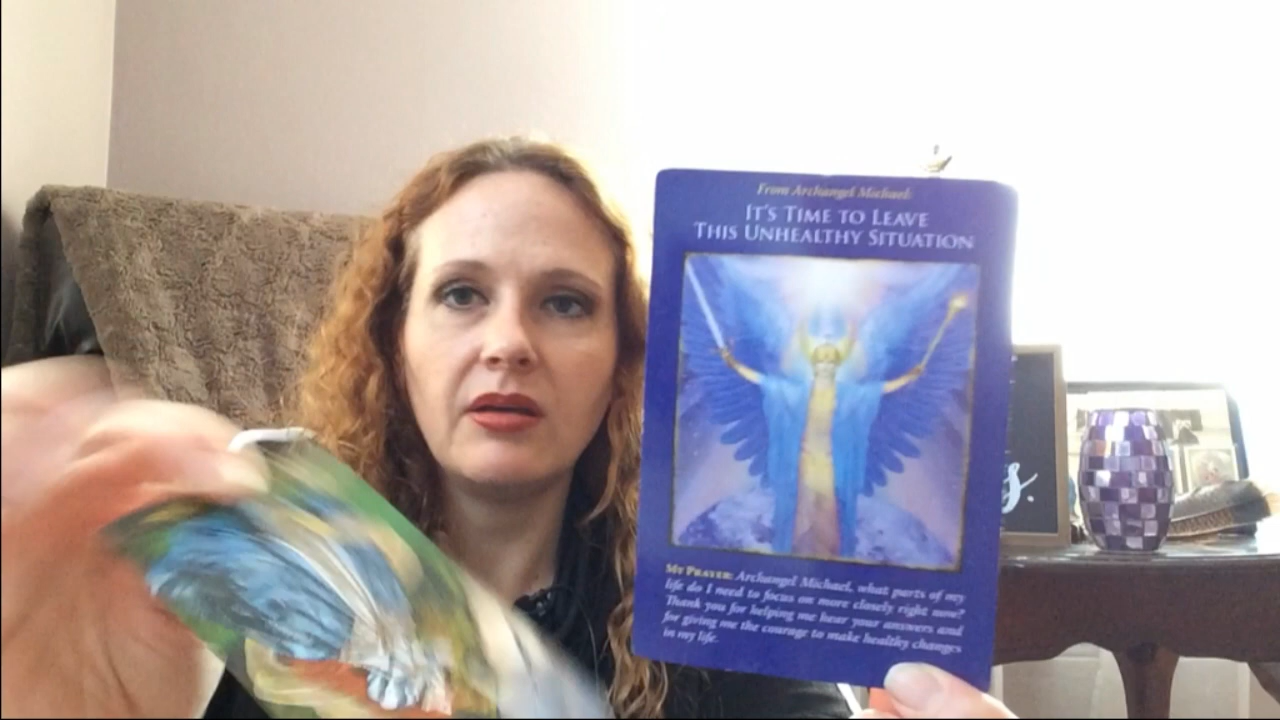 From Archangel Michael:
IT'S TIME TO LEAVE
THIS UNHEALTHY SITUATION
MY PRAYER: Archangel Michael, what parts of my
life do I need to focus on more closely right now?
Thank you for helping me hear your answers and
for giving me the courage to make healthy changes
in my life.
s.